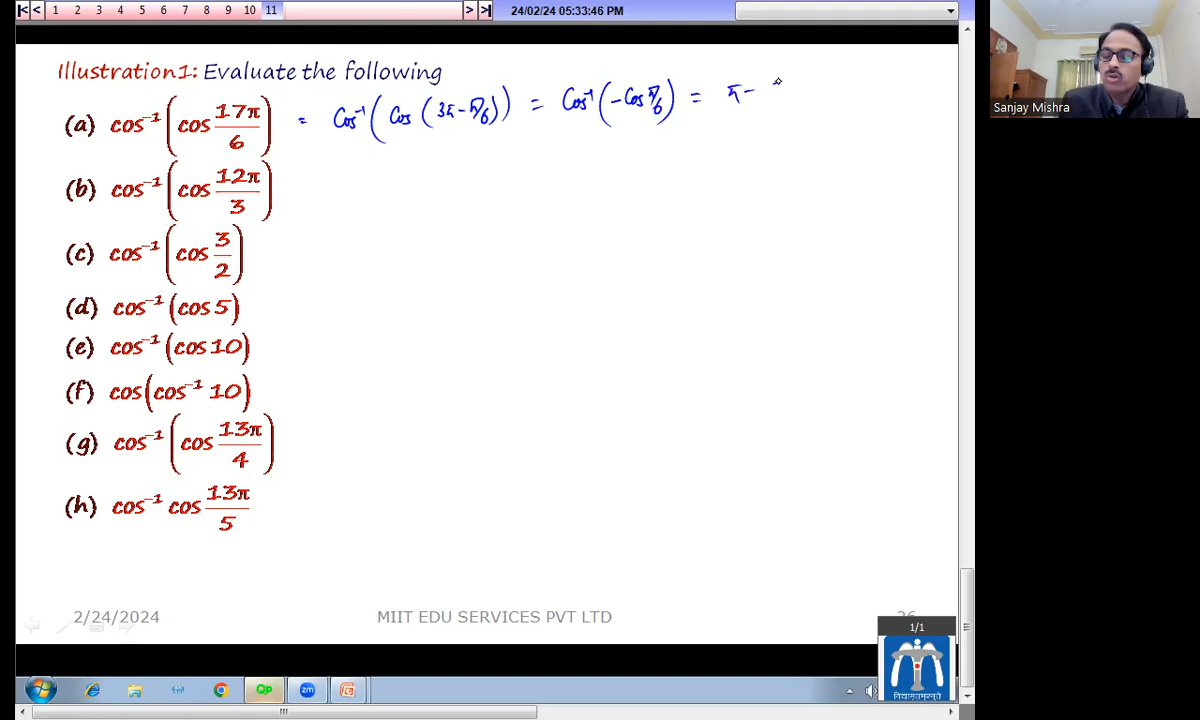 1 2 3 4 5 6 7 8 9 10 11
24/02/24 05:33:46 PM
Sanjay Mishra
Illustration1: Evaluate the following
(a) cos⁻¹(cos 17π/6) = Cos⁻¹(Cos(3π-π/6)) = Cos⁻¹(-Cos π/6) = π-
(b) cos⁻¹(cos 12π/3)
(c) cos⁻¹(cos 3/2)
(d) cos⁻¹(cos 5)
(e) cos⁻¹(cos 10)
(f) cos(cos⁻¹ 10)
(g) cos⁻¹(cos 13π/4)
(h) cos⁻¹ cos 13π/5
2/24/2024
MIIT EDU SERVICES PVT LTD
26
1/1
Qp
zm